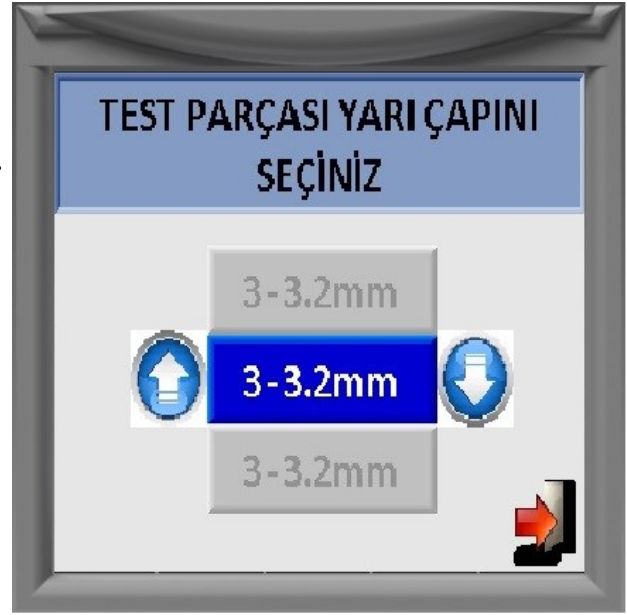 TEST PARÇASI YARI ÇAPINI
SEÇİNİZ
3-3.2mm
3-3.2mm
3-3.2mm